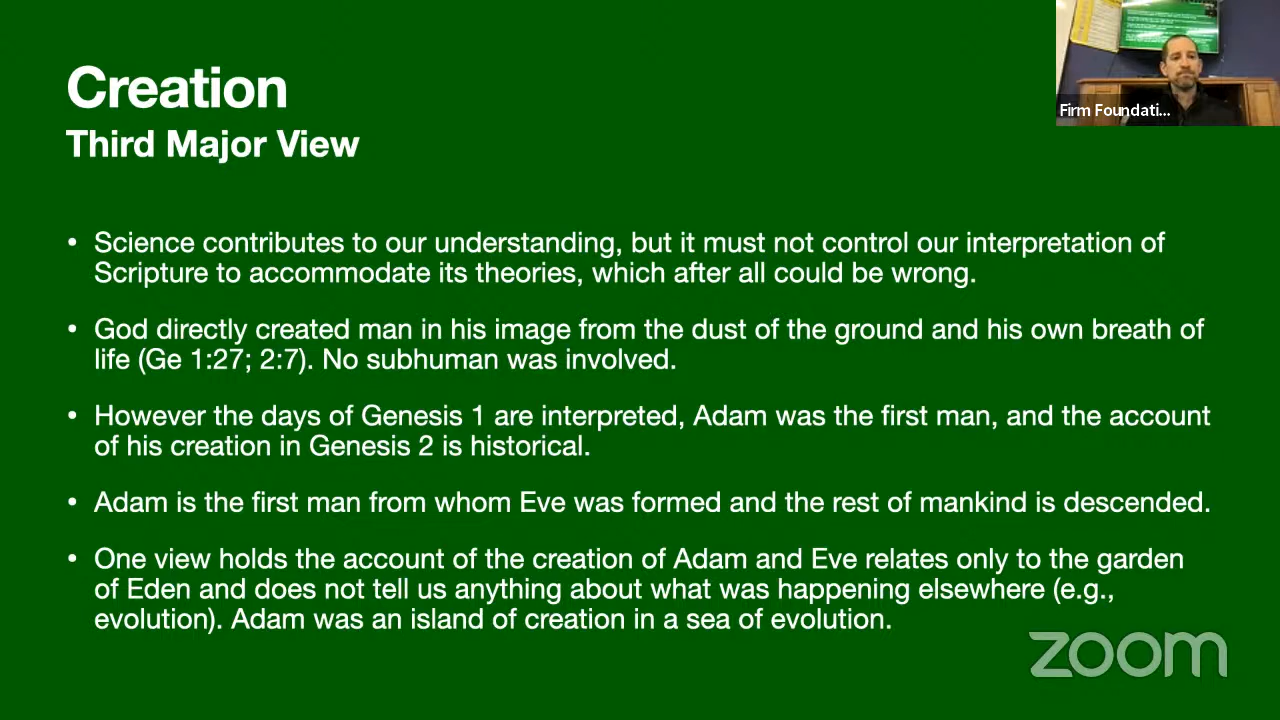 Creation
Third Major View
Firm Foundati...
• Science contributes to our understanding, but it must not control our interpretation of
Scripture to accommodate its theories, which after all could be wrong.
• God directly created man in his image from the dust of the ground and his own breath of
life (Ge 1:27; 2:7). No subhuman was involved.
• However the days of Genesis 1 are interpreted, Adam was the first man, and the account
of his creation in Genesis 2 is historical.
• Adam is the first man from whom Eve was formed and the rest of mankind is descended.
• One view holds the account of the creation of Adam and Eve relates only to the garden
of Eden and does not tell us anything about what was happening elsewhere (e.g.,
evolution). Adam was an island of creation in a sea of evolution.
zoom